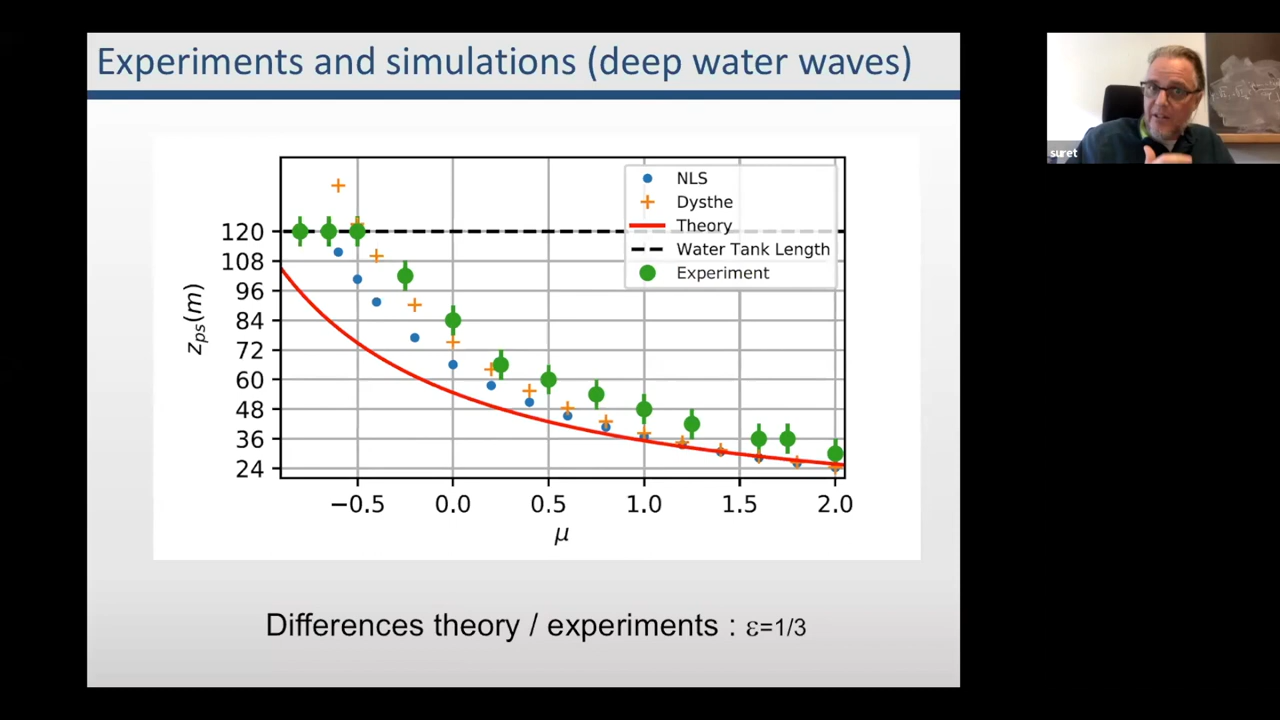 Experiments and simulations (deep water waves)
suret
NLS
Dysthe
Theory
Water Tank Length
Experiment
120
108
96
84
72
60
48
36
24
z_ps(m)
−0.5 0.0 0.5 1.0 1.5 2.0
μ
Differences theory / experiments : ε=1/3